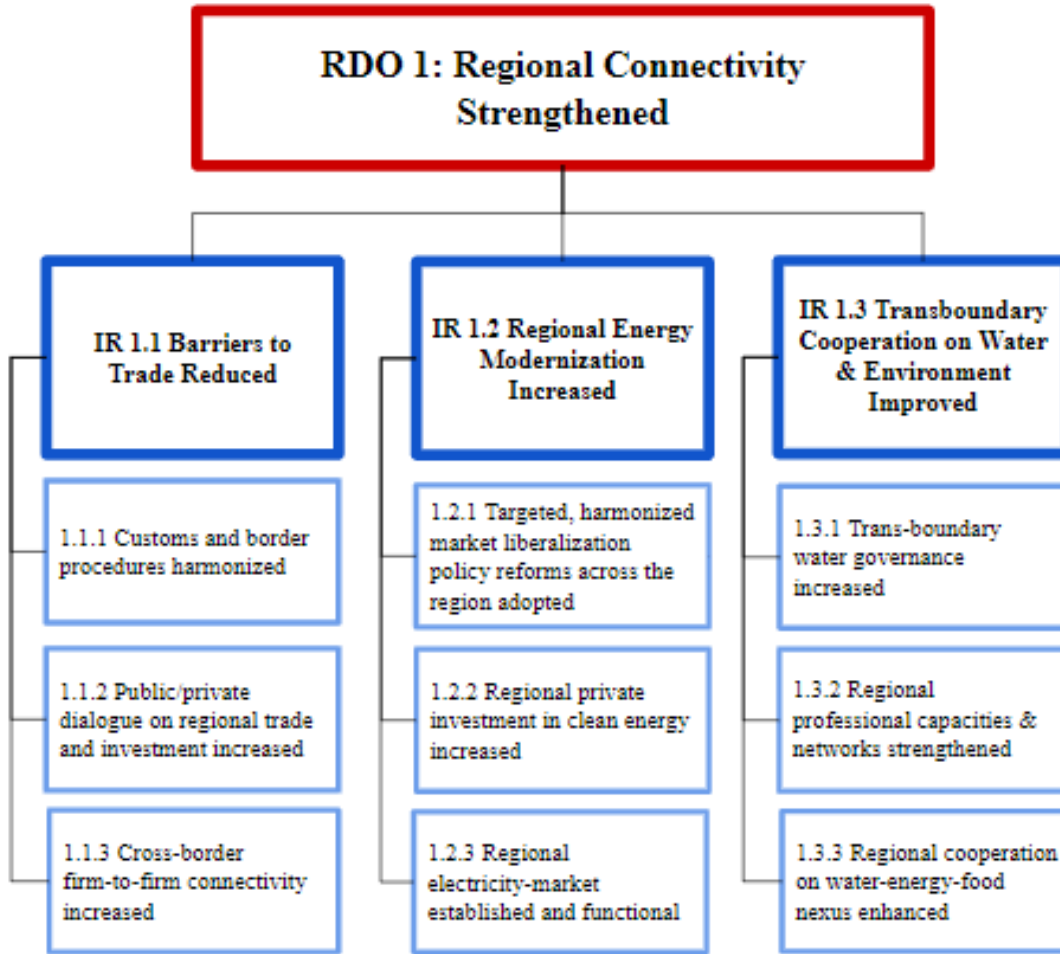 RDO 1: Regional Connectivity
Strengthened
IR 1.1 Barriers to
Trade Reduced
1.1.1 Customs and border
procedures harmonized
1.1.2 Public/private
dialogue on regional trade
and investment increased
1.1.3 Cross-border
firm-to-firm connectivity
increased
IR 1.2 Regional Energy
Modernization
Increased
1.2.1 Targeted, harmonized
market liberalization
policy reforms across the
region adopted
1.2.2 Regional private
investment in clean energy
increased
1.2.3 Regional
electricity-market
established and functional
IR 1.3 Transboundary
Cooperation on Water
& Environment
Improved
1.3.1 Trans-boundary
water governance
increased
1.3.2 Regional
professional capacities &
networks strengthened
1.3.3 Regional cooperation
on water-energy-food
nexus enhanced